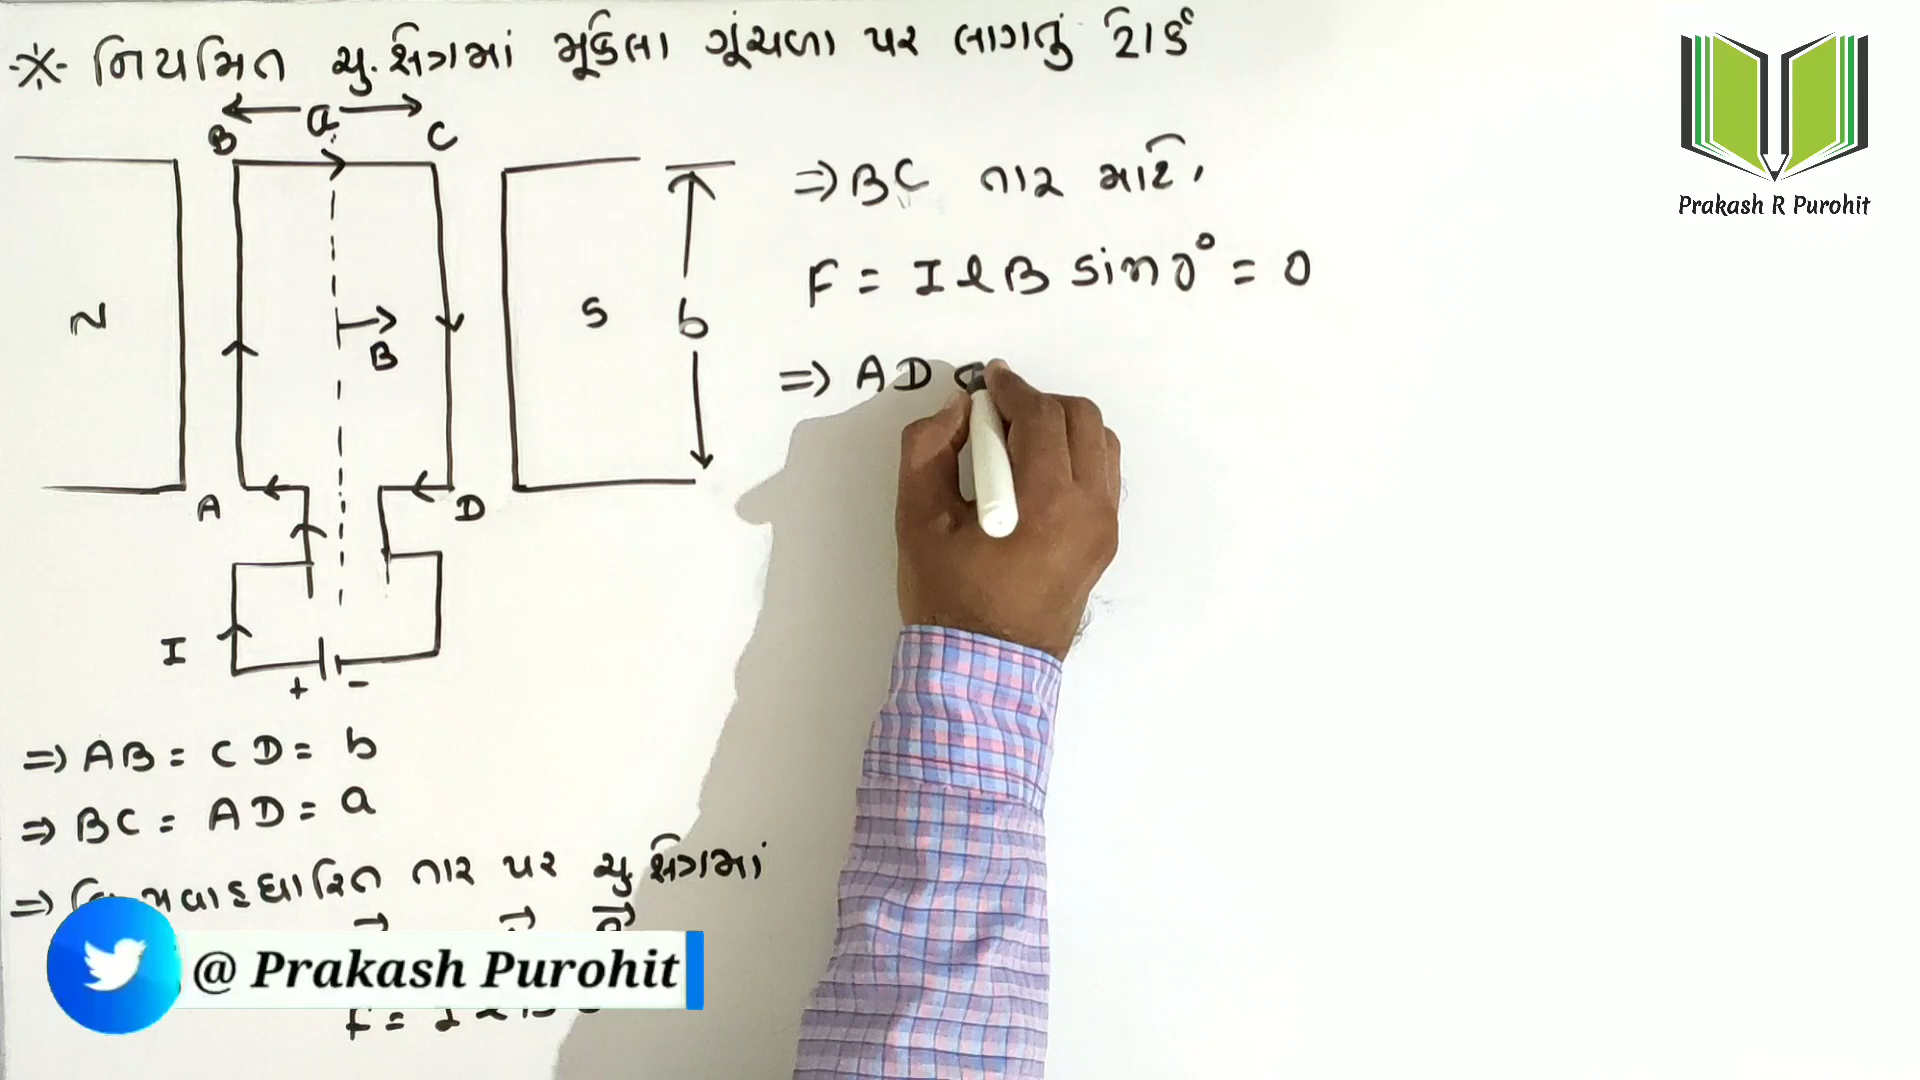 -※- નિયમિત ચુ. ક્ષેત્રમાં મૂકેલા ગૂંચળા પર લાગતું ટોર્ક
a
B
C
N
S
b
B
A
D
I
+ -
⇒ AB = CD = b
⇒ BC = AD = a
⇒ પ્રવાહધારિત તાર પર ચુ ક્ષેત્રમાં
⇒ BC તાર માટે,
F = IlB sin0° = 0
⇒ AD
Prakash R Purohit
@ Prakash Purohit